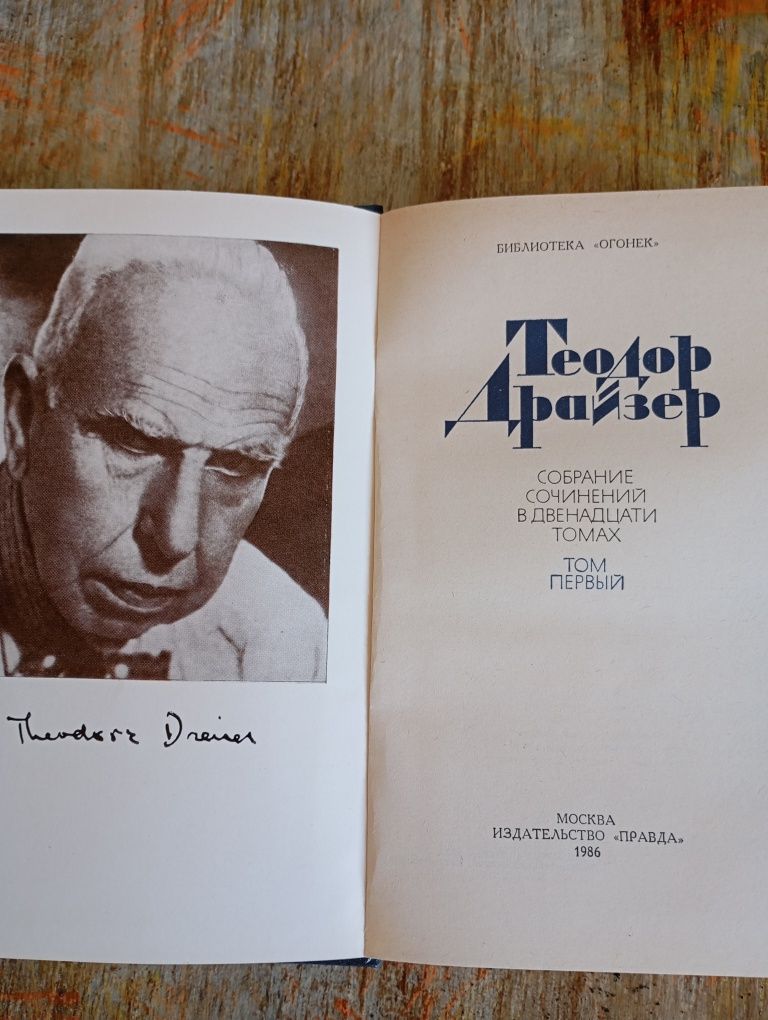 Theodore Dreiser
БИБЛИОТЕКА «ОГОНЕК»
Теодор
Драйзер
СОБРАНИЕ
СОЧИНЕНИЙ
В ДВЕНАДЦАТИ
ТОМАХ
ТОМ
ПЕРВЫЙ
МОСКВА
ИЗДАТЕЛЬСТВО «ПРАВДА»
1986